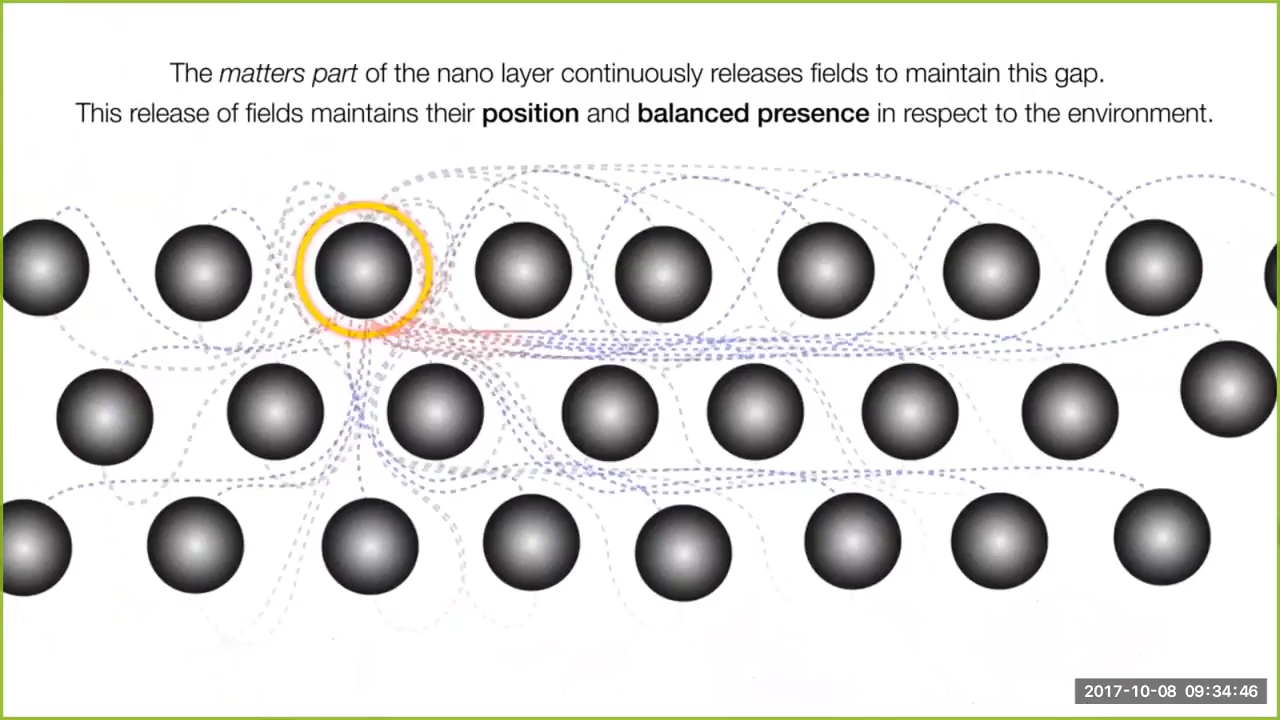 The matters part of the nano layer continuously releases fields to maintain this gap.
This release of fields maintains their position and balanced presence in respect to the environment.
2017-10-08 09:34:46